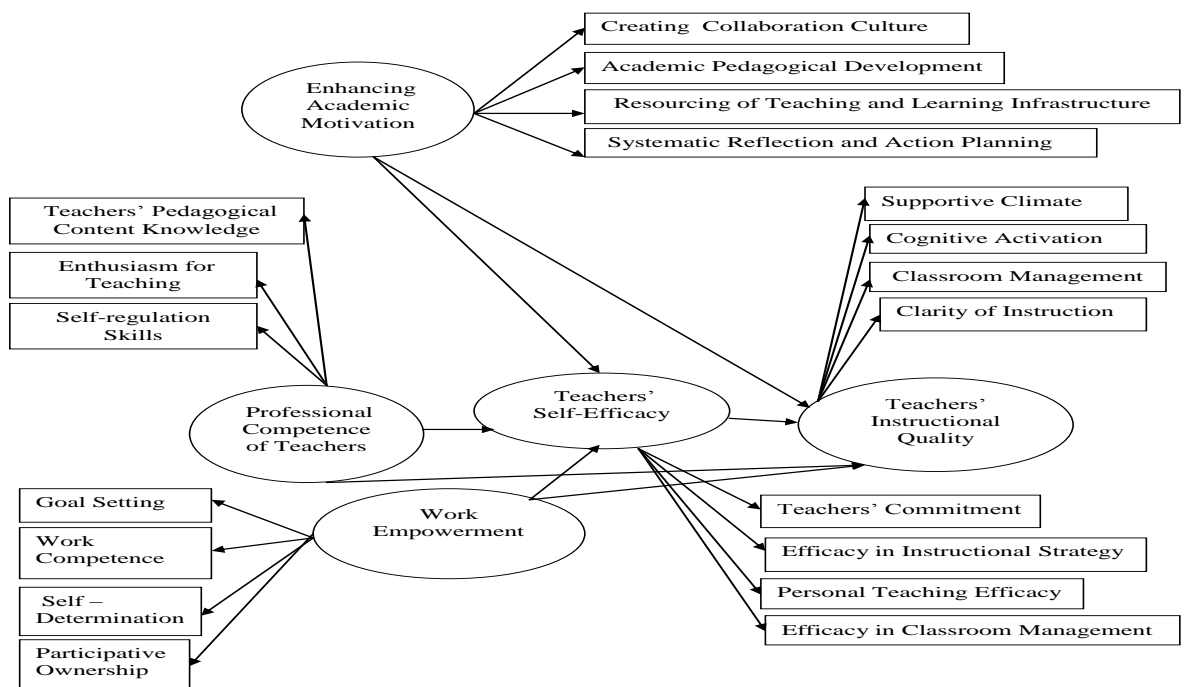 Creating Collaboration Culture
Academic Pedagogical Development
Resourcing of Teaching and Learning Infrastructure
Systematic Reflection and Action Planning
Enhancing
Academic
Motivation
Teachers’ Pedagogical
Content Knowledge
Enthusiasm for
Teaching
Self-regulation
Skills
Supportive Climate
Cognitive Activation
Classroom Management
Clarity of Instruction
Professional
Competence
of Teachers
Teachers’
Self-Efficacy
Teachers’
Instructional
Quality
Work
Empowerment
Goal Setting
Work
Competence
Self –
Determination
Participative
Ownership
Teachers’ Commitment
Efficacy in Instructional Strategy
Personal Teaching Efficacy
Efficacy in Classroom Management